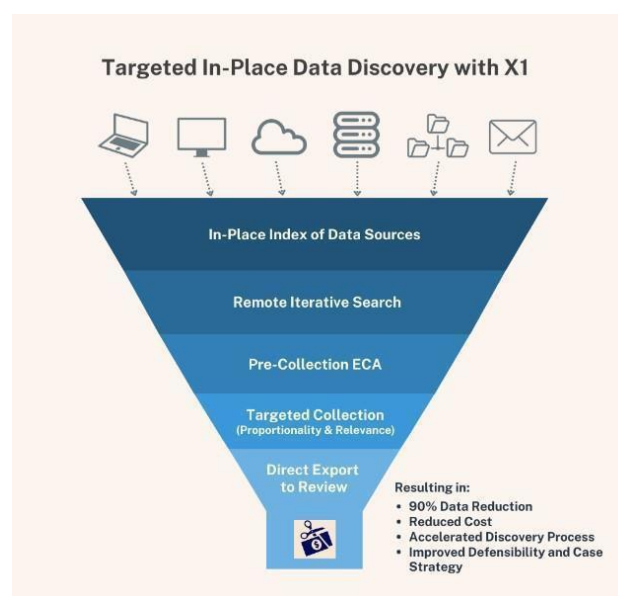 Targeted In-Place Data Discovery with X1
In-Place Index of Data Sources
Remote Iterative Search
Pre-Collection ECA
Targeted Collection
(Proportionality & Relevance)
Direct Export
to Review
$
Resulting in:
• 90% Data Reduction
• Reduced Cost
• Accelerated Discovery Process
• Improved Defensibility and Case
Strategy